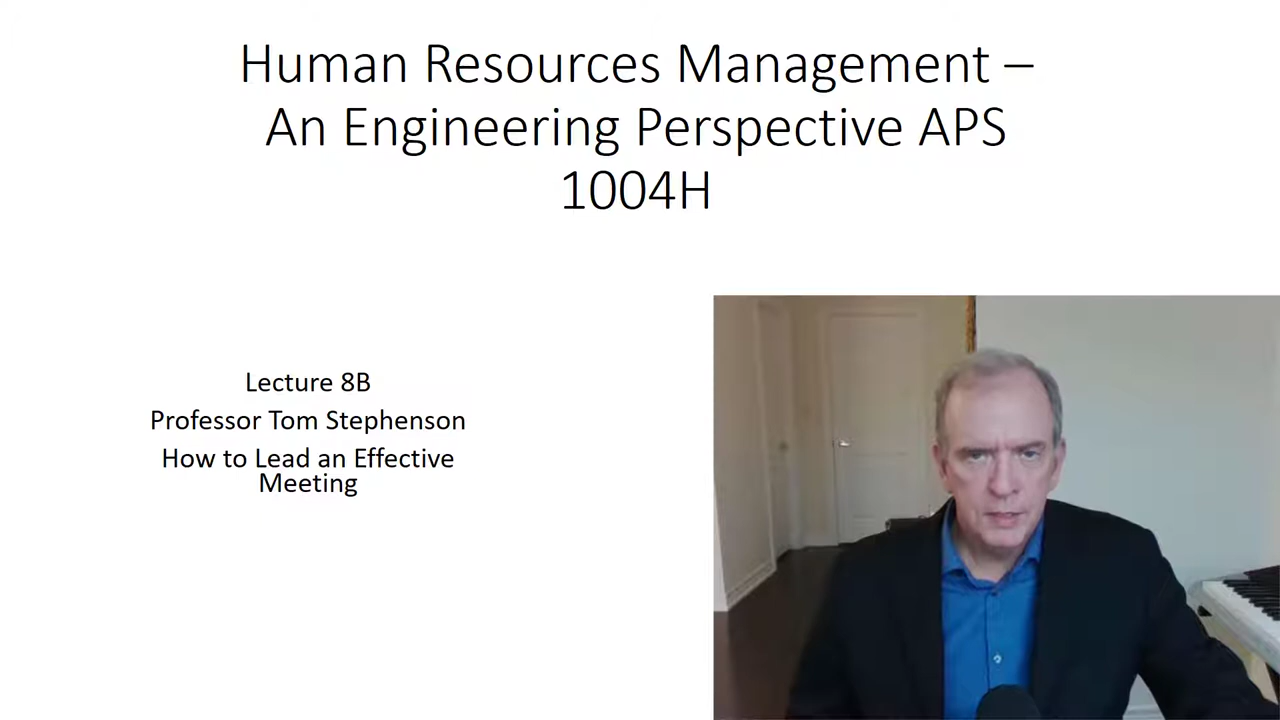 Human Resources Management –
An Engineering Perspective APS
1004H
Lecture 8B
Professor Tom Stephenson
How to Lead an Effective
Meeting